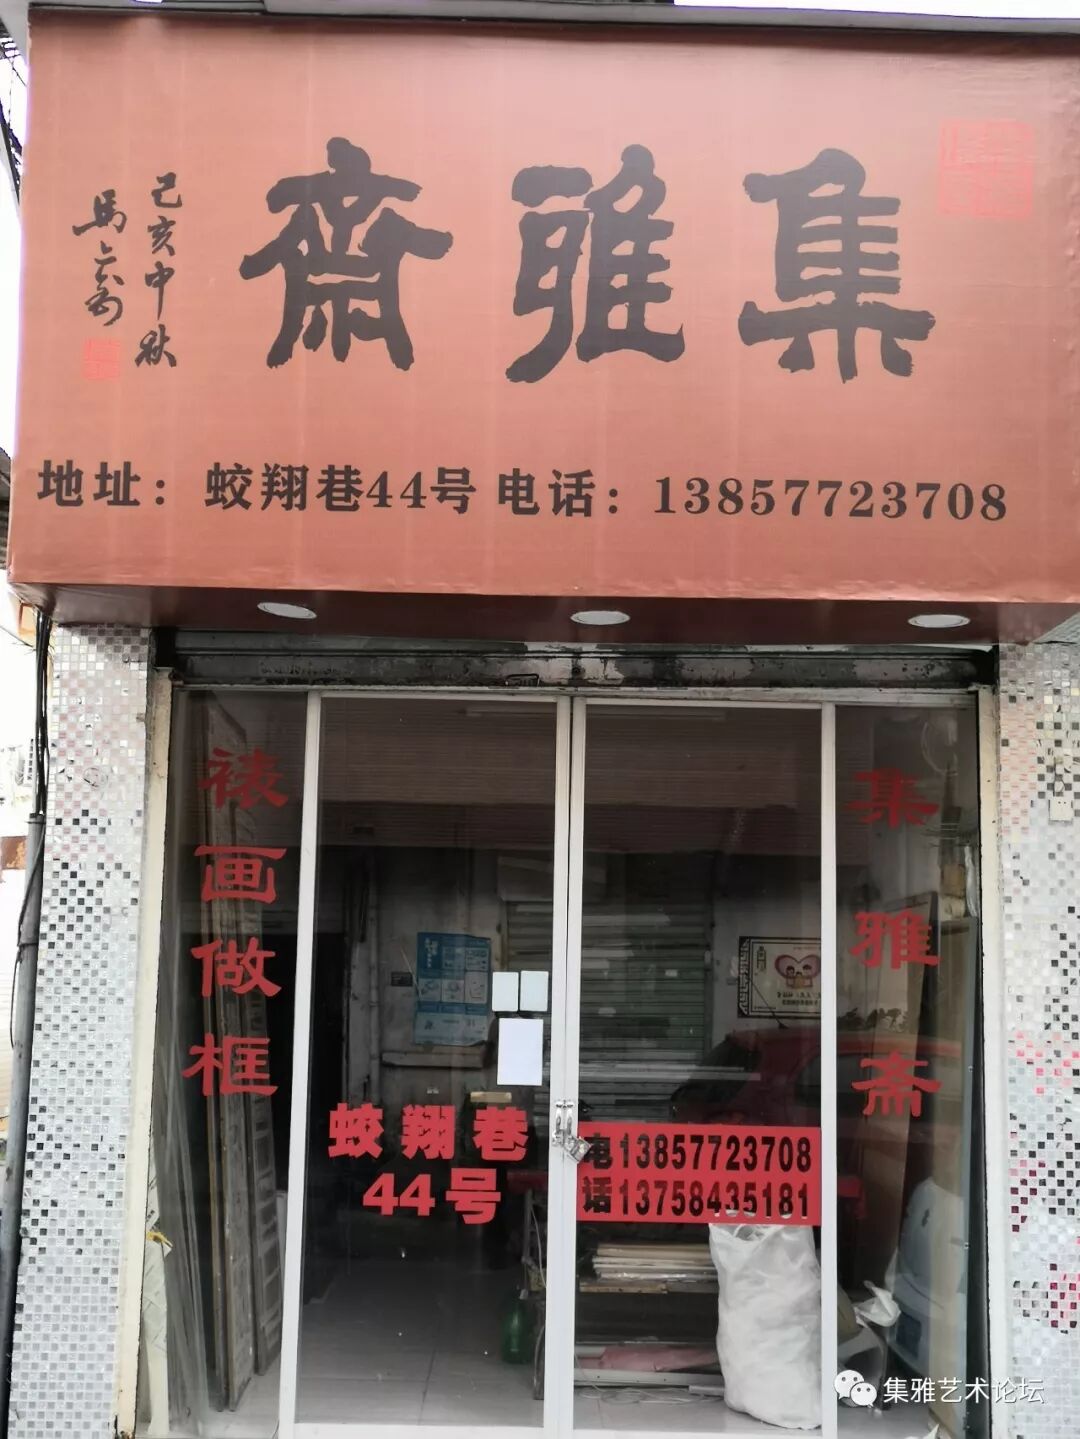 集雅齋
己亥中秋
地址：蛟翔巷44号 电话：13857723708
裱画做框
集雅斋
蛟翔巷
44号
电13857723708
话13758435181
集雅艺术论坛